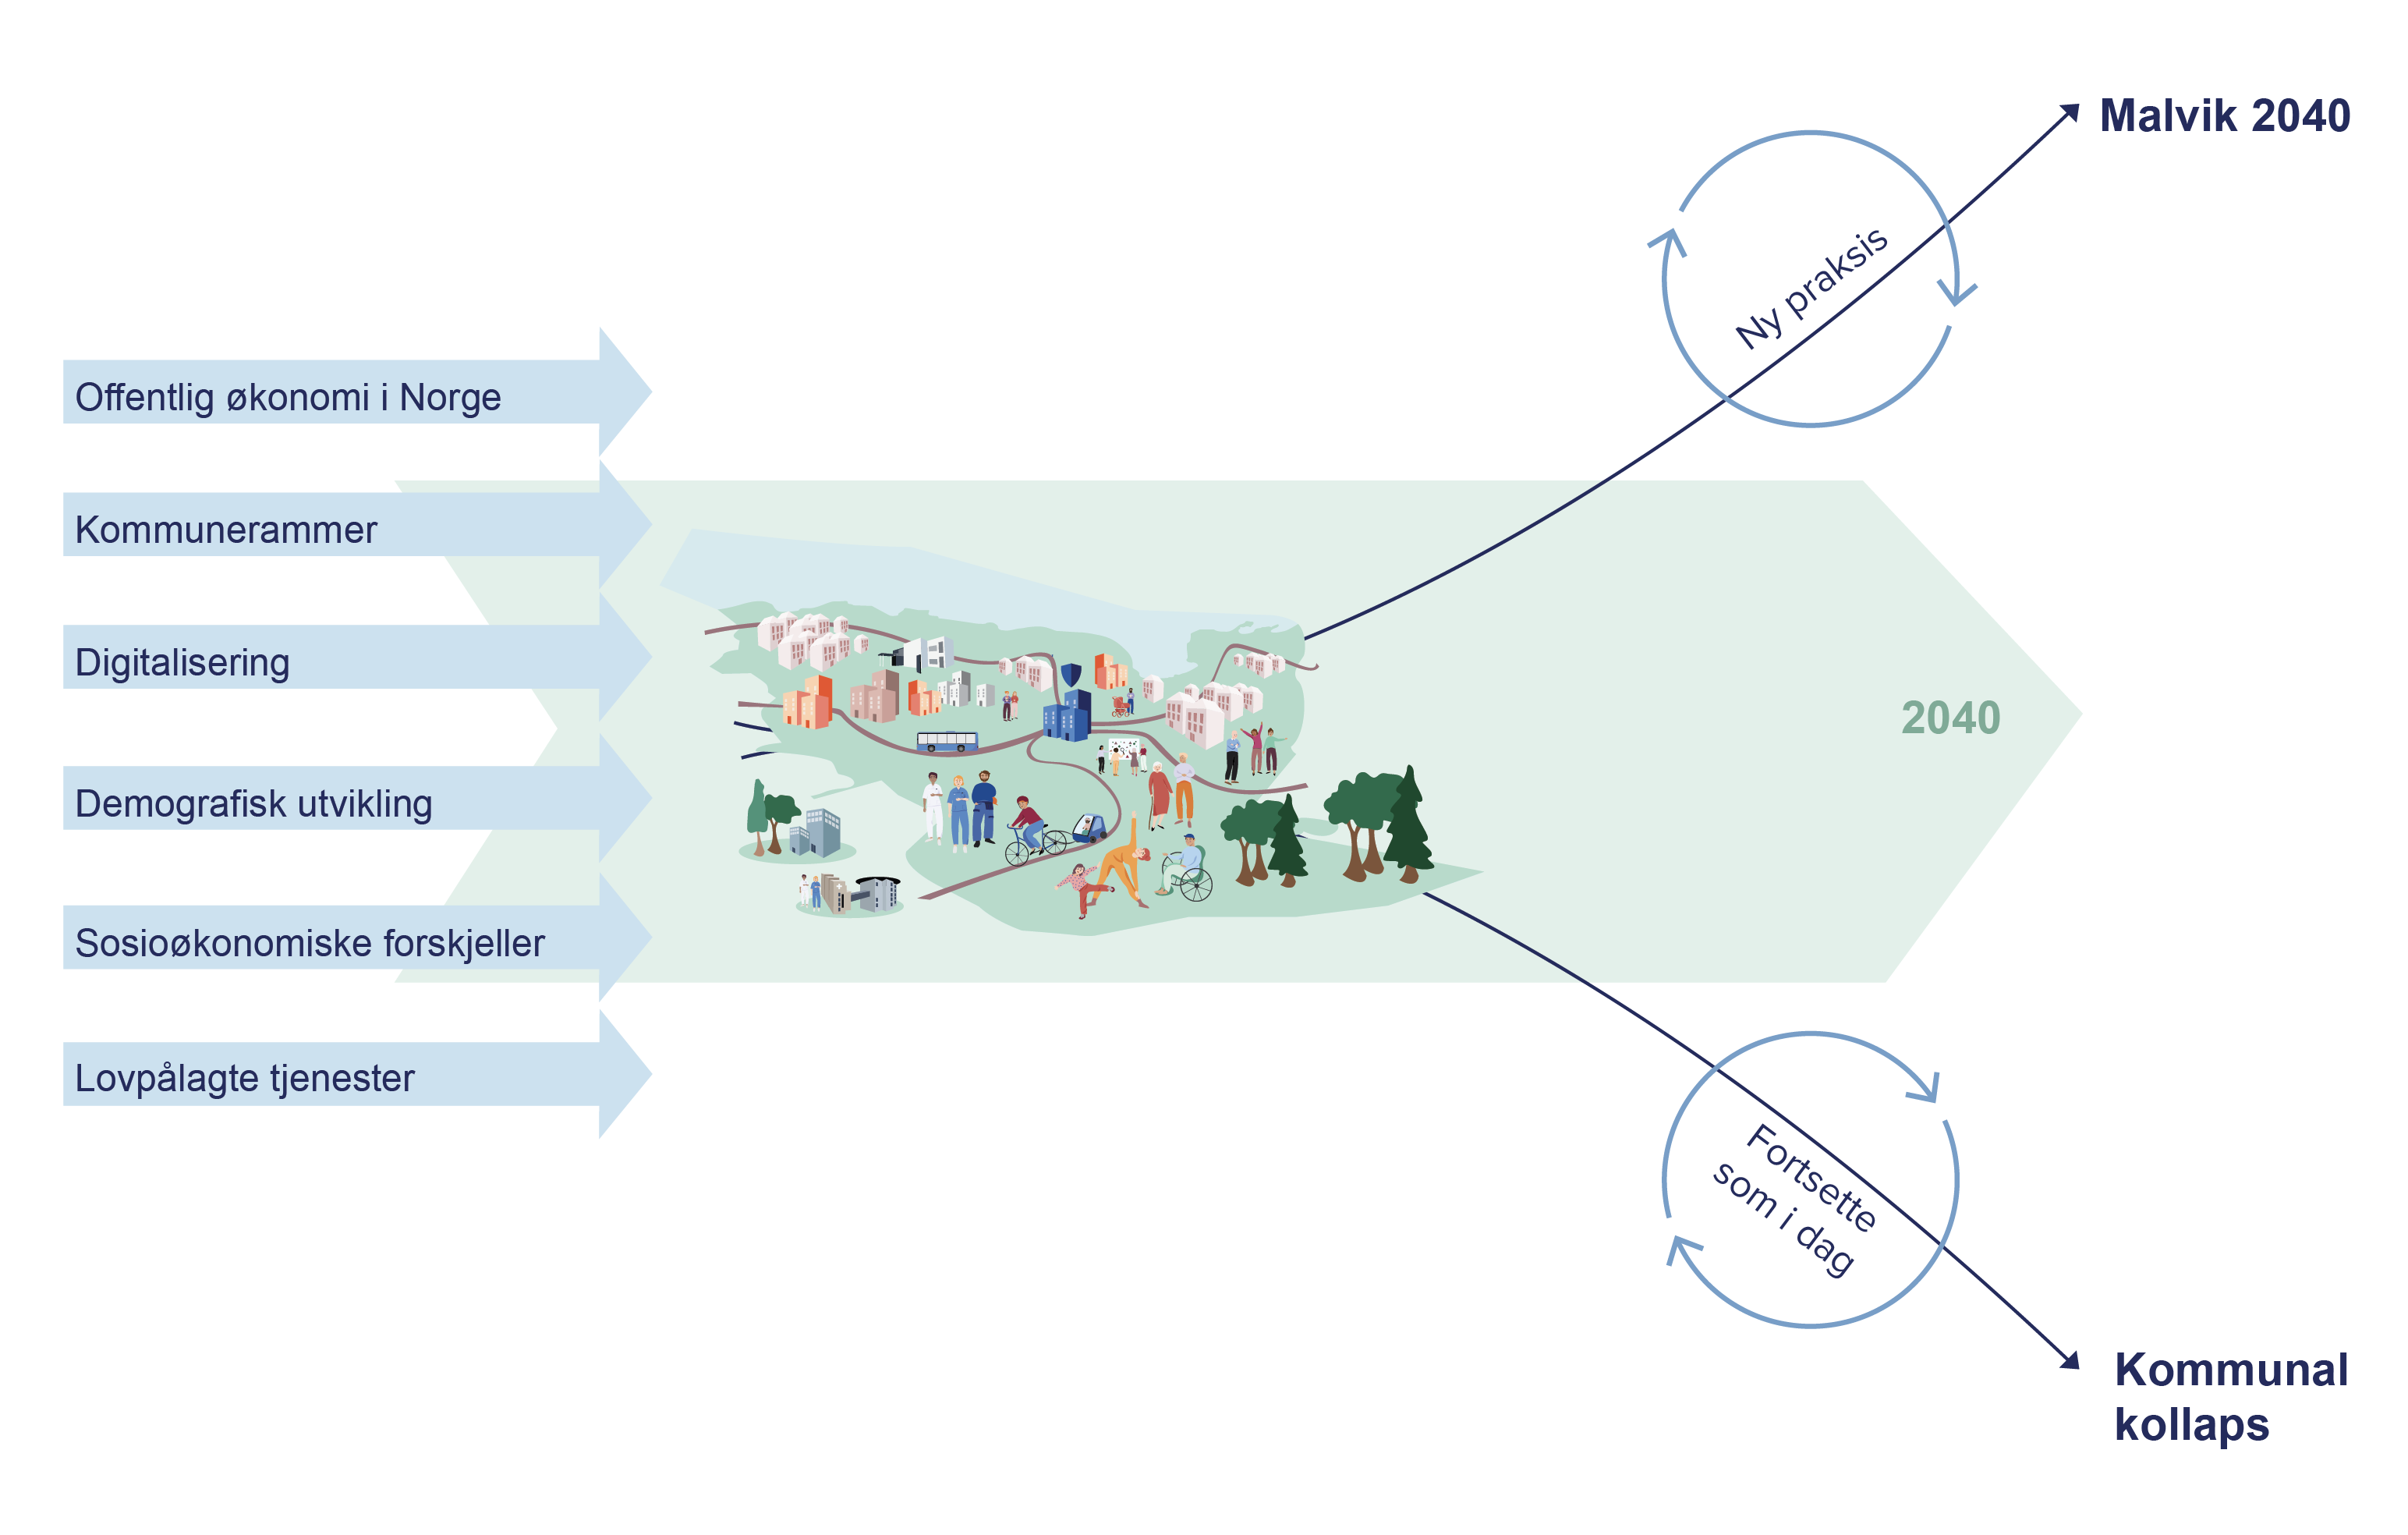 Offentlig økonomi i Norge
Kommunerammer
Digitalisering
Demografisk utvikling
Sosioøkonomiske forskjeller
Lovpålagte tjenester
Malvik 2040
Ny praksis
2040
Fortsette
som i dag
Kommunal
kollaps